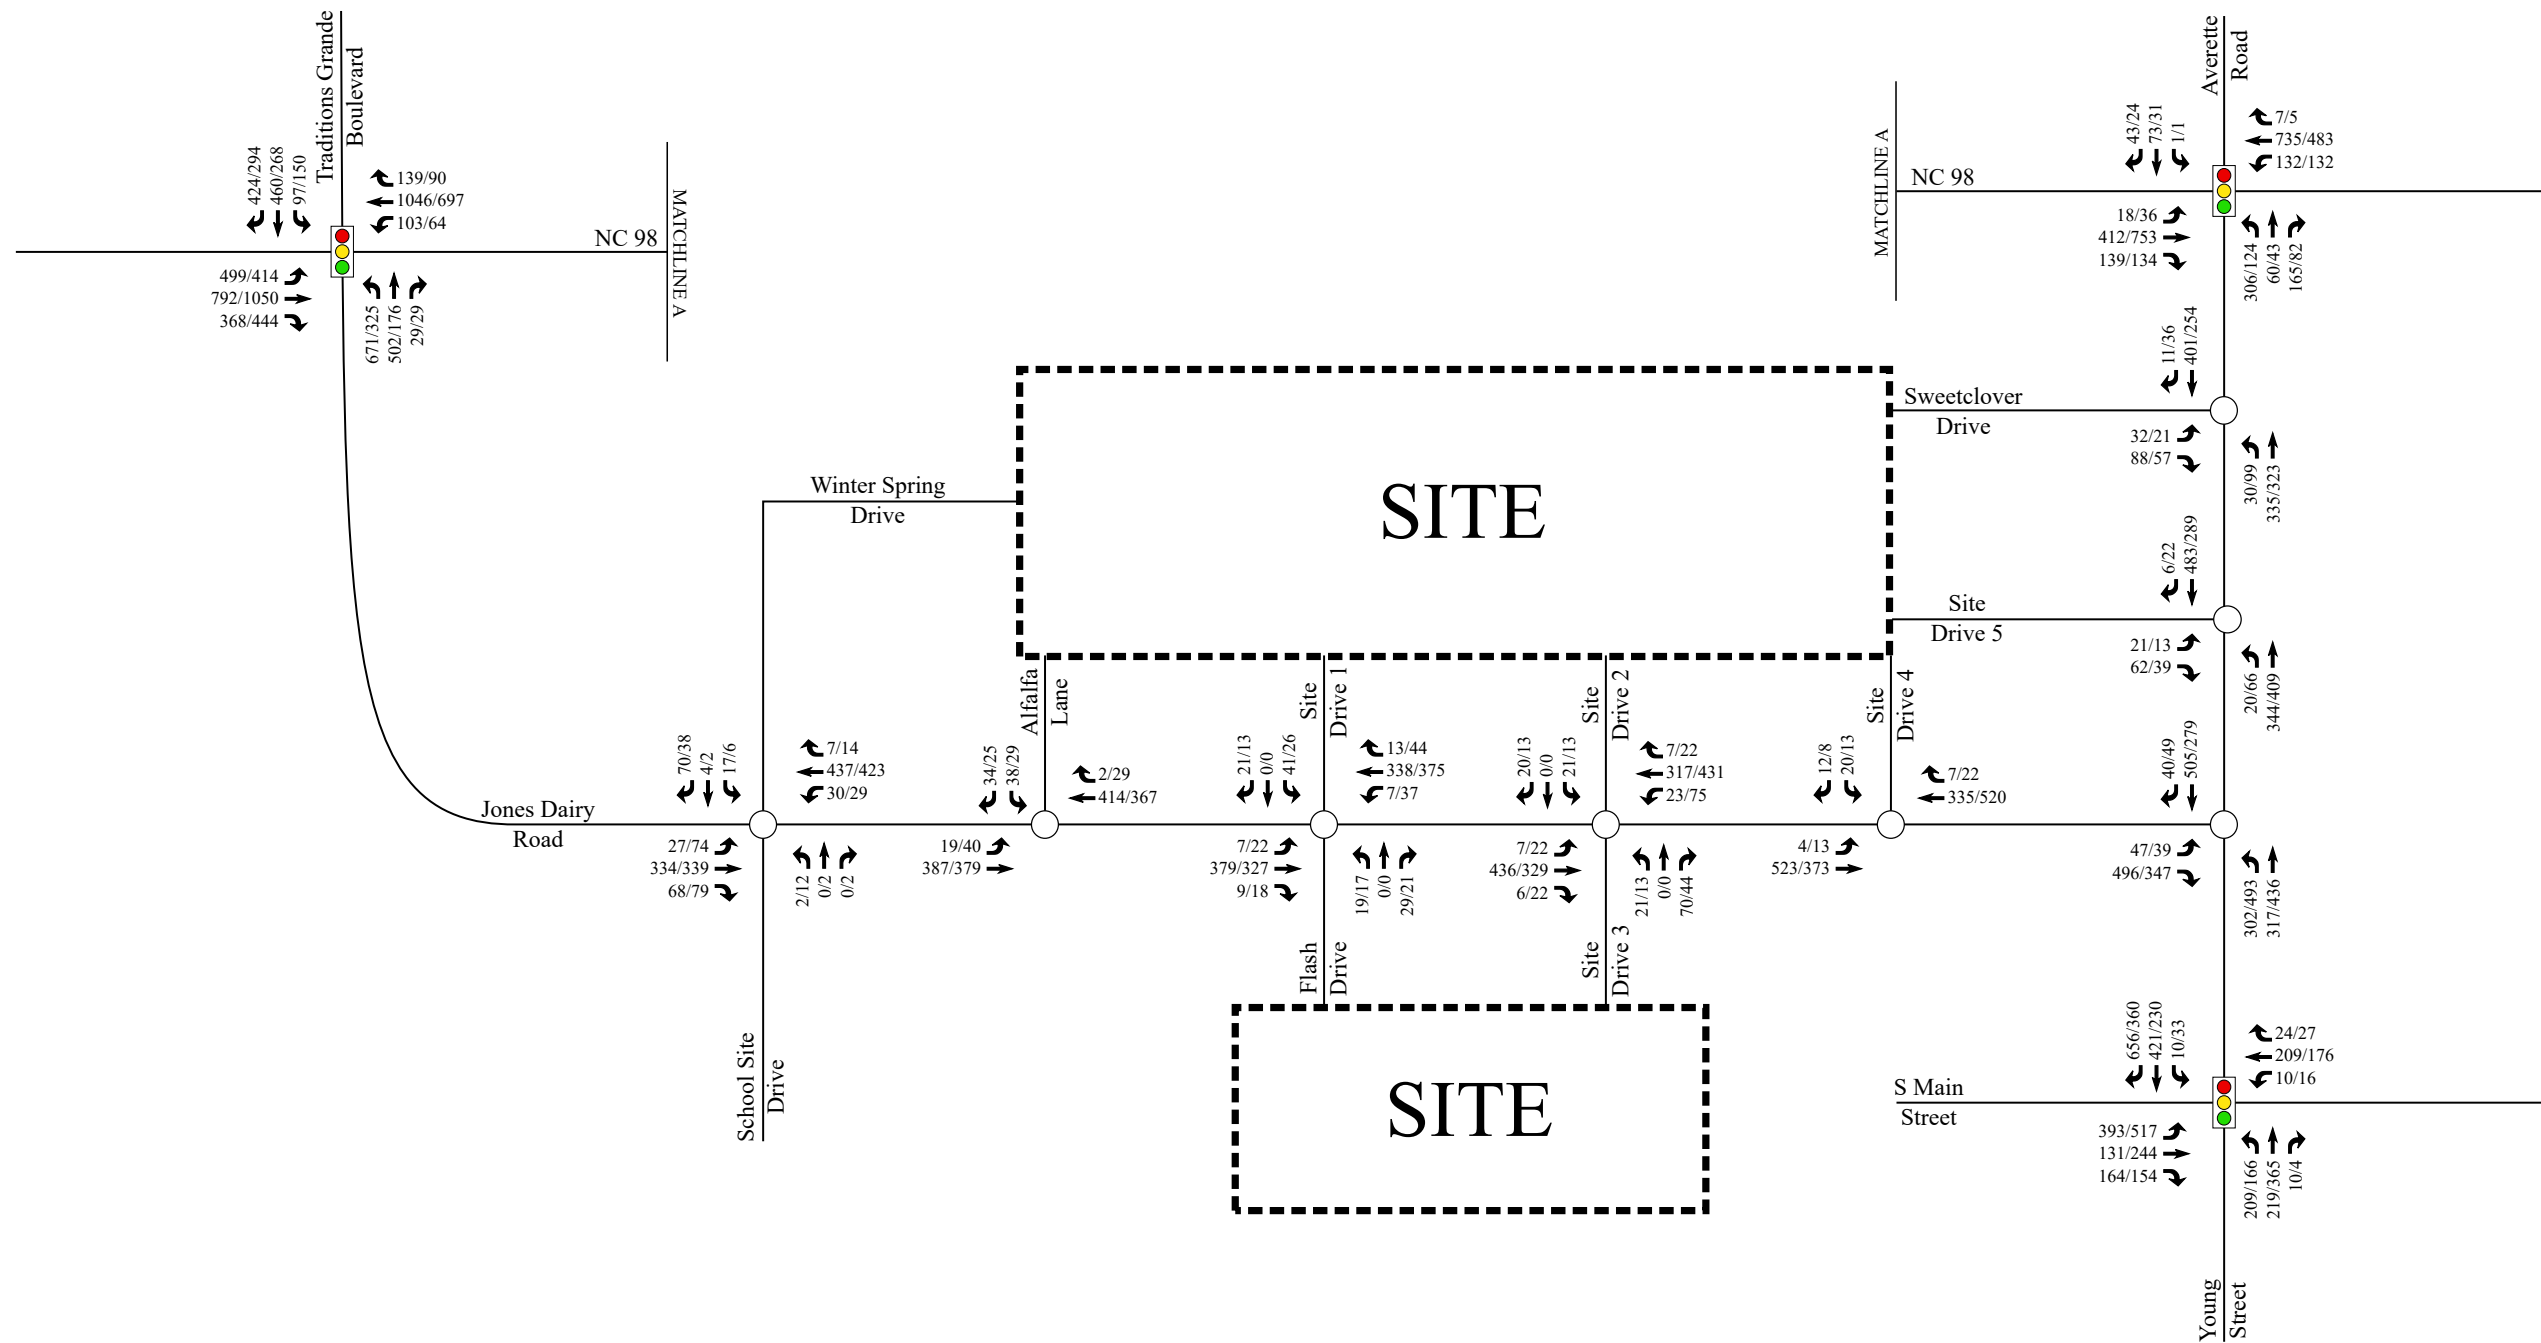 Traditions Grande
Boulevard
424/294
460/268
97/150
139/90
1046/697
103/64
499/414
792/1050
368/444
671/325
502/176
29/29
NC 98
MATCHLINE A
MATCHLINE A
NC 98
Averette
Road
43/24
73/31
1/1
7/5
735/483
132/132
18/36
412/753
139/134
306/124
60/43
165/82
11/36
401/254
Sweetclover
Drive
32/21
88/57
30/99
335/323
SITE
Winter Spring
Drive
6/22
483/289
Site
Drive 5
21/13
62/39
20/66
344/409
Jones Dairy
Road
70/38
4/2
17/6
7/14
437/423
30/29
27/74
334/339
68/79
2/12
0/2
0/2
School Site
Drive
Alfalfa
Lane
34/25
38/29
2/29
414/367
19/40
387/379
Site
Drive 1
21/13
0/0
41/26
13/44
338/375
7/37
7/22
379/327
9/18
19/17
0/0
29/21
Flash
Drive
Site
Drive 2
20/13
0/0
21/13
7/22
317/431
23/75
7/22
436/329
6/22
21/13
0/0
70/44
Site
Drive 3
Site
Drive 4
12/8
20/13
7/22
335/520
4/13
523/373
40/49
505/279
47/39
496/347
302/493
317/436
SITE
S Main
Street
656/360
421/230
10/33
24/27
209/176
10/16
393/517
131/244
164/154
209/166
219/365
10/4
Young
Street